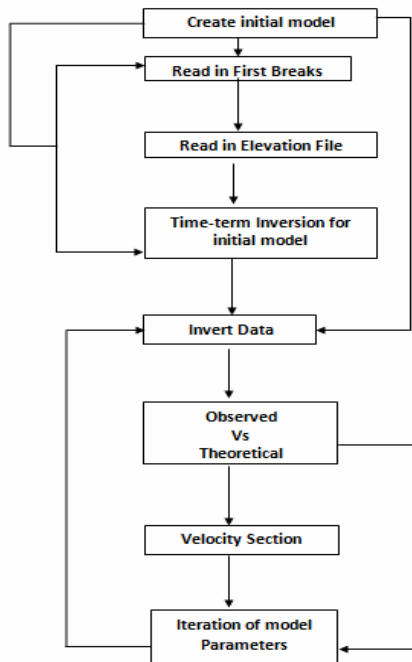 Create initial model
Read in First Breaks
Read in Elevation File
Time-term Inversion for
initial model
Invert Data
Observed
Vs
Theoretical
Velocity Section
Iteration of model
Parameters